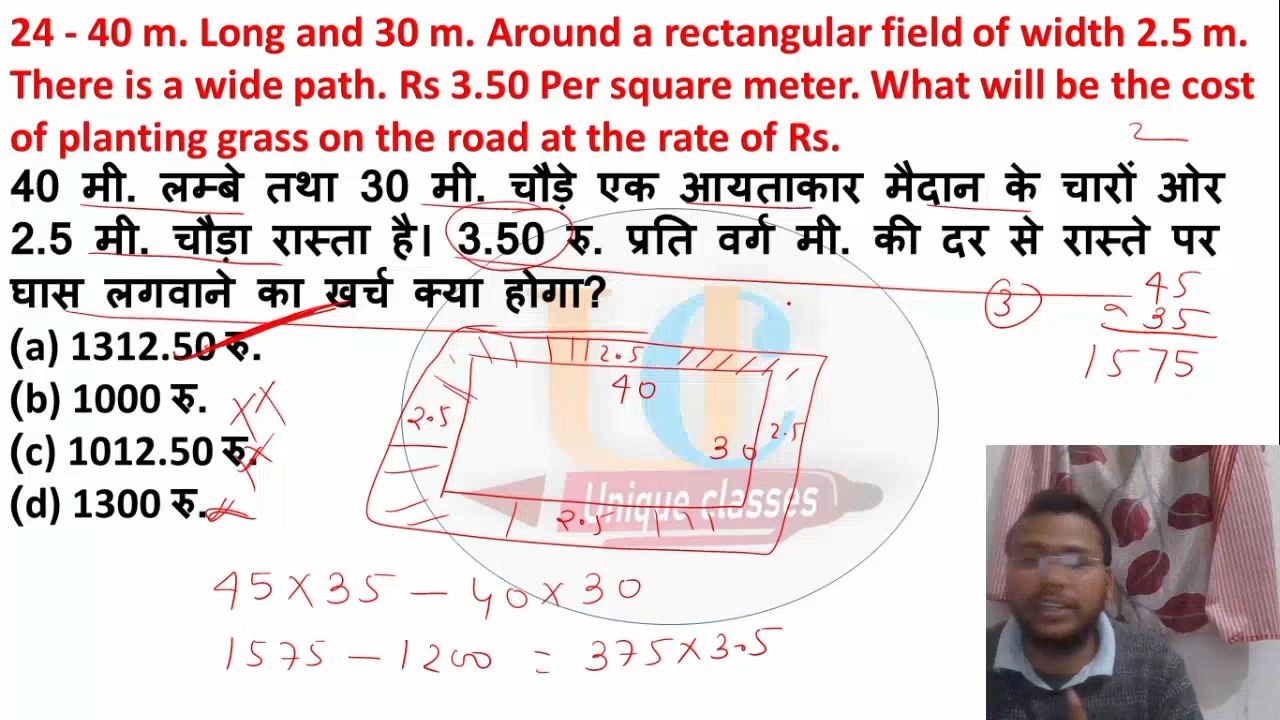 24 - 40 m. Long and 30 m. Around a rectangular field of width 2.5 m.
There is a wide path. Rs 3.50 Per square meter. What will be the cost
of planting grass on the road at the rate of Rs.
2
40 मी. लम्बे तथा 30 मी. चौड़े एक आयताकार मैदान के चारों ओर
2.5 मी. चौड़ा रास्ता है। 3.50 रु. प्रति वर्ग मी. की दर से रास्ते पर
घास लगवाने का खर्च क्या होगा?
(a) 1312.50 रु.
(b) 1000 रु.
(c) 1012.50 रु.
(d) 1300 रु.
3
45
35
1575
2.5
40
2.5
30
2.5
2.5
Unique classes
45 × 35 - 40 × 30
1575 - 1200 = 375 × 3.5